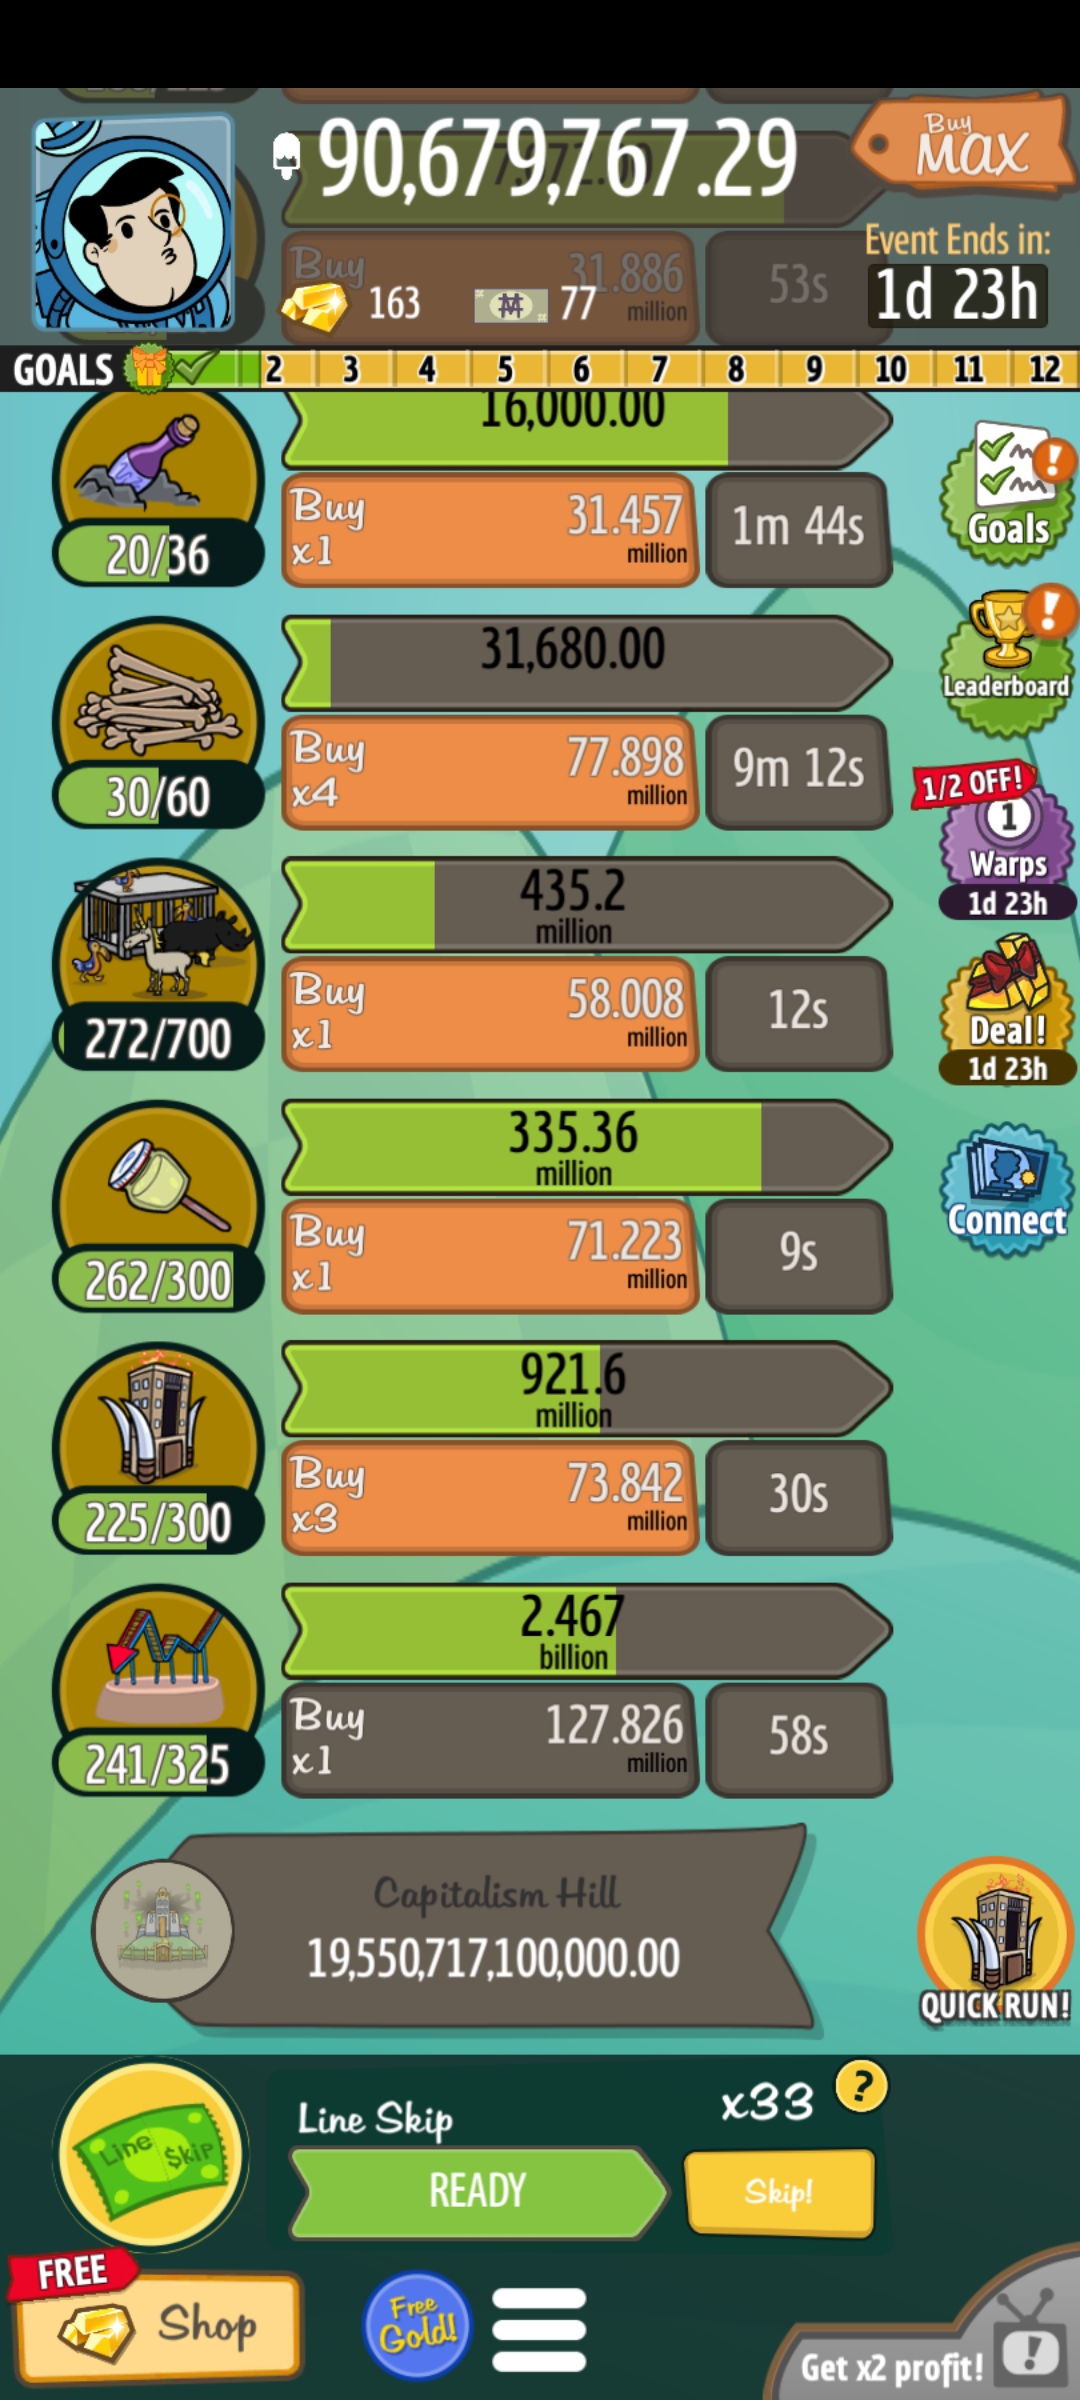 90,679,767.29
Buy
MAX
Buy
31.886
million
53s
163
77
Event Ends in:
1d 23h
GOALS
2 3 4 5 6 7 8 9 10 11 12
16,000.00
20/36
Buy
x1
31.457
million
1m 44s
Goals
31,680.00
30/60
Buy
x4
77.898
million
9m 12s
Leaderboard
1/2 OFF!
1
Warps
1d 23h
435.2
million
272/700
Buy
x1
58.008
million
12s
Deal!
1d 23h
335.36
million
262/300
Buy
x1
71.223
million
9s
Connect
921.6
million
225/300
Buy
x3
73.842
million
30s
2.467
billion
241/325
Buy
x1
127.826
million
58s
Capitalism Hill
19,550,717,100,000.00
QUICK RUN!
Line $kip
Line Skip
x33
?
READY
Skip!
FREE
Shop
Free
Gold!
Get x2 profit!